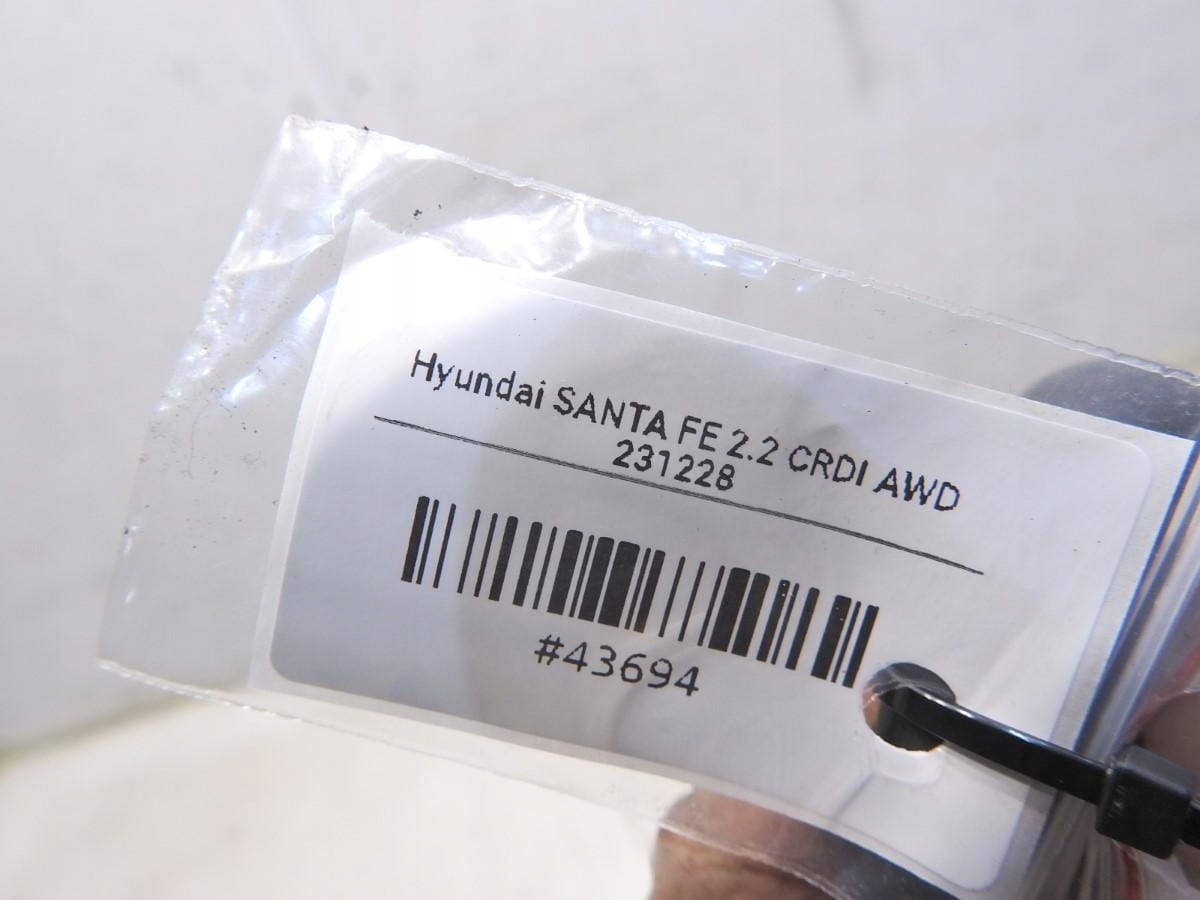 Hyundai SANTA FE 2.2 CRDI AWD
231228
#43694